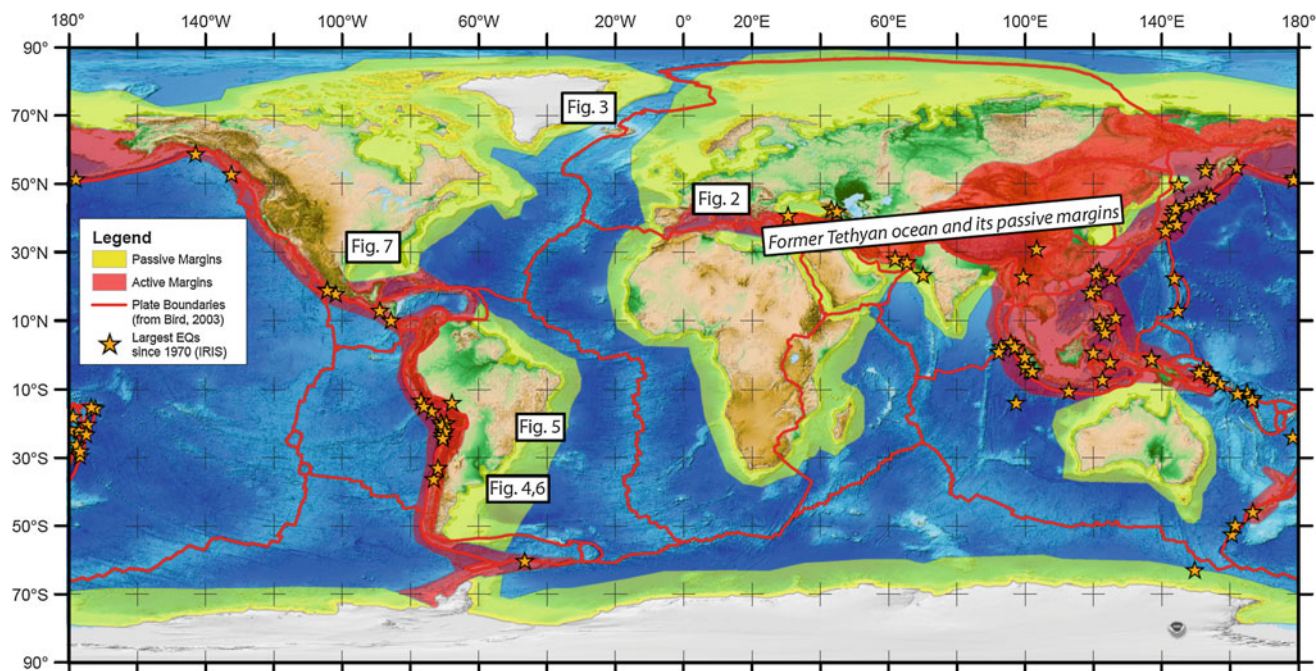 180° 140°W 100°W 60°W 20°W 0° 20°E 60°E 100°E 140°E 180°
90°
70°N
50°N
30°N
10°N
10°S
30°S
50°S
70°S
90°
Fig. 3
Fig. 2
Former Tethyan ocean and its passive margins
Fig. 7
Legend
Passive Margins
Active Margins
Plate Boundaries
(from Bird, 2003)
Largest EQs
since 1970 (IRIS)
Fig. 5
Fig. 4,6